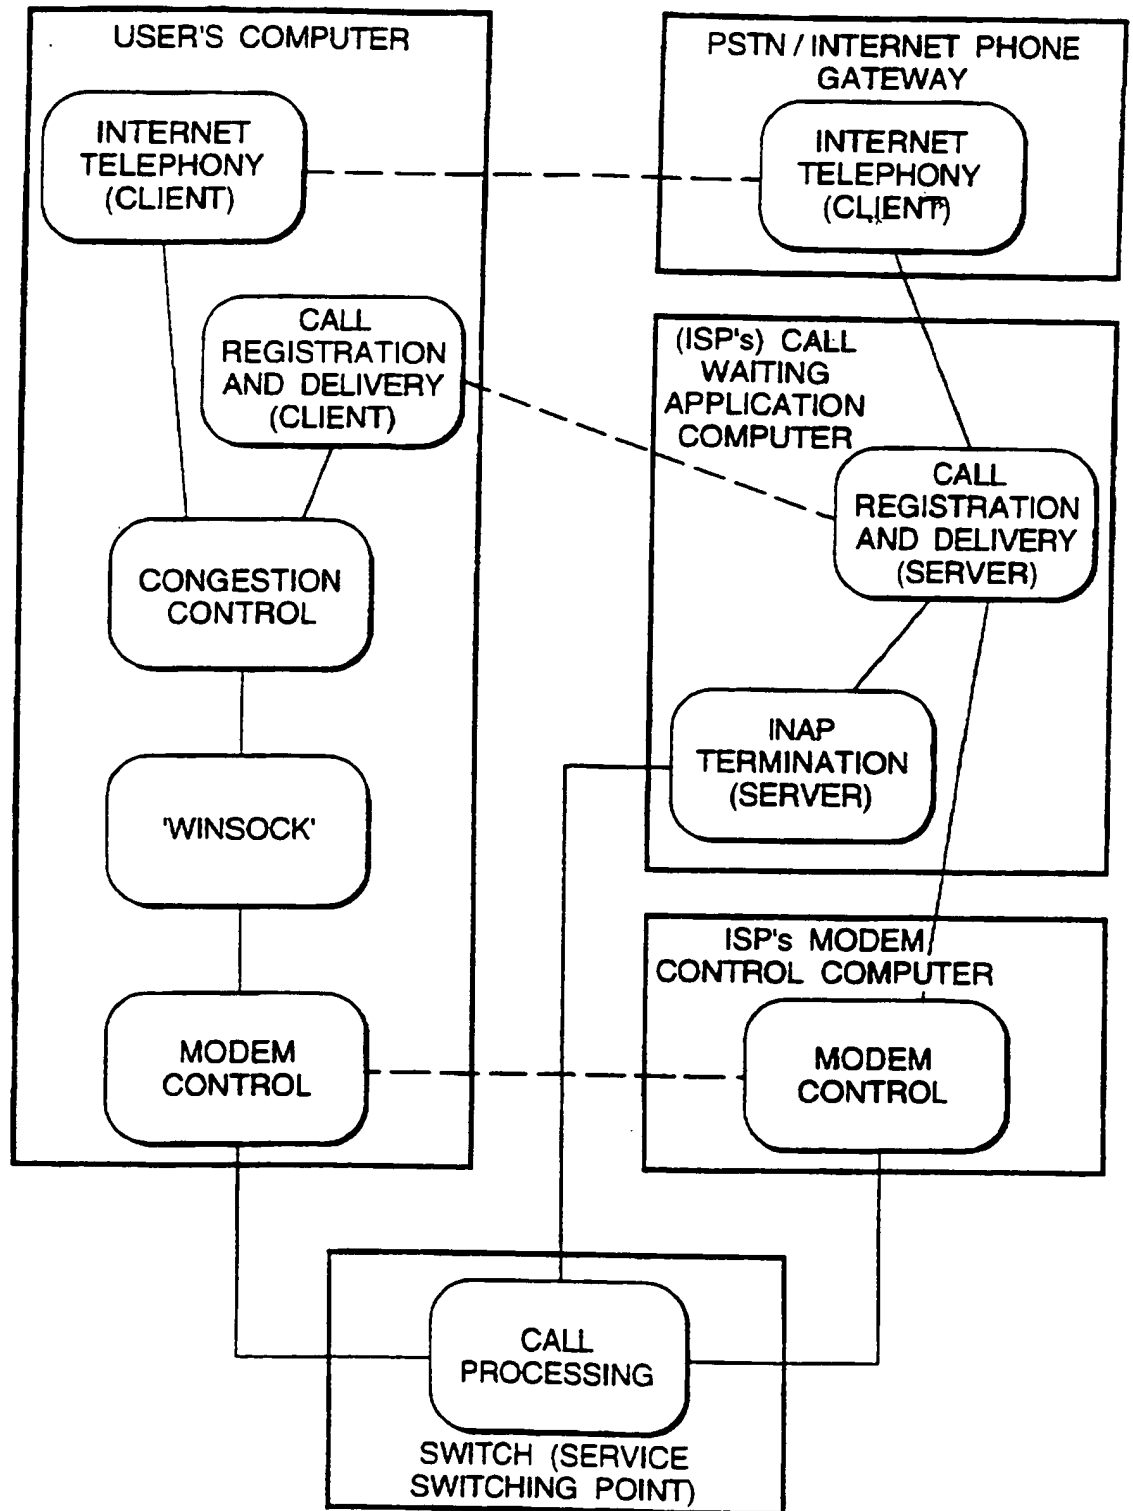 USER'S COMPUTER
INTERNET
TELEPHONY
(CLIENT)
CALL
REGISTRATION
AND DELIVERY
(CLIENT)
CONGESTION
CONTROL
'WINSOCK'
MODEM
CONTROL
PSTN / INTERNET PHONE
GATEWAY
INTERNET
TELEPHONY
(CLIENT)
(ISP's) CALL
WAITING
APPLICATION
COMPUTER
CALL
REGISTRATION
AND DELIVERY
(SERVER)
INAP
TERMINATION
(SERVER)
ISP's MODEM
CONTROL COMPUTER
MODEM
CONTROL
CALL
PROCESSING
SWITCH (SERVICE
SWITCHING POINT)